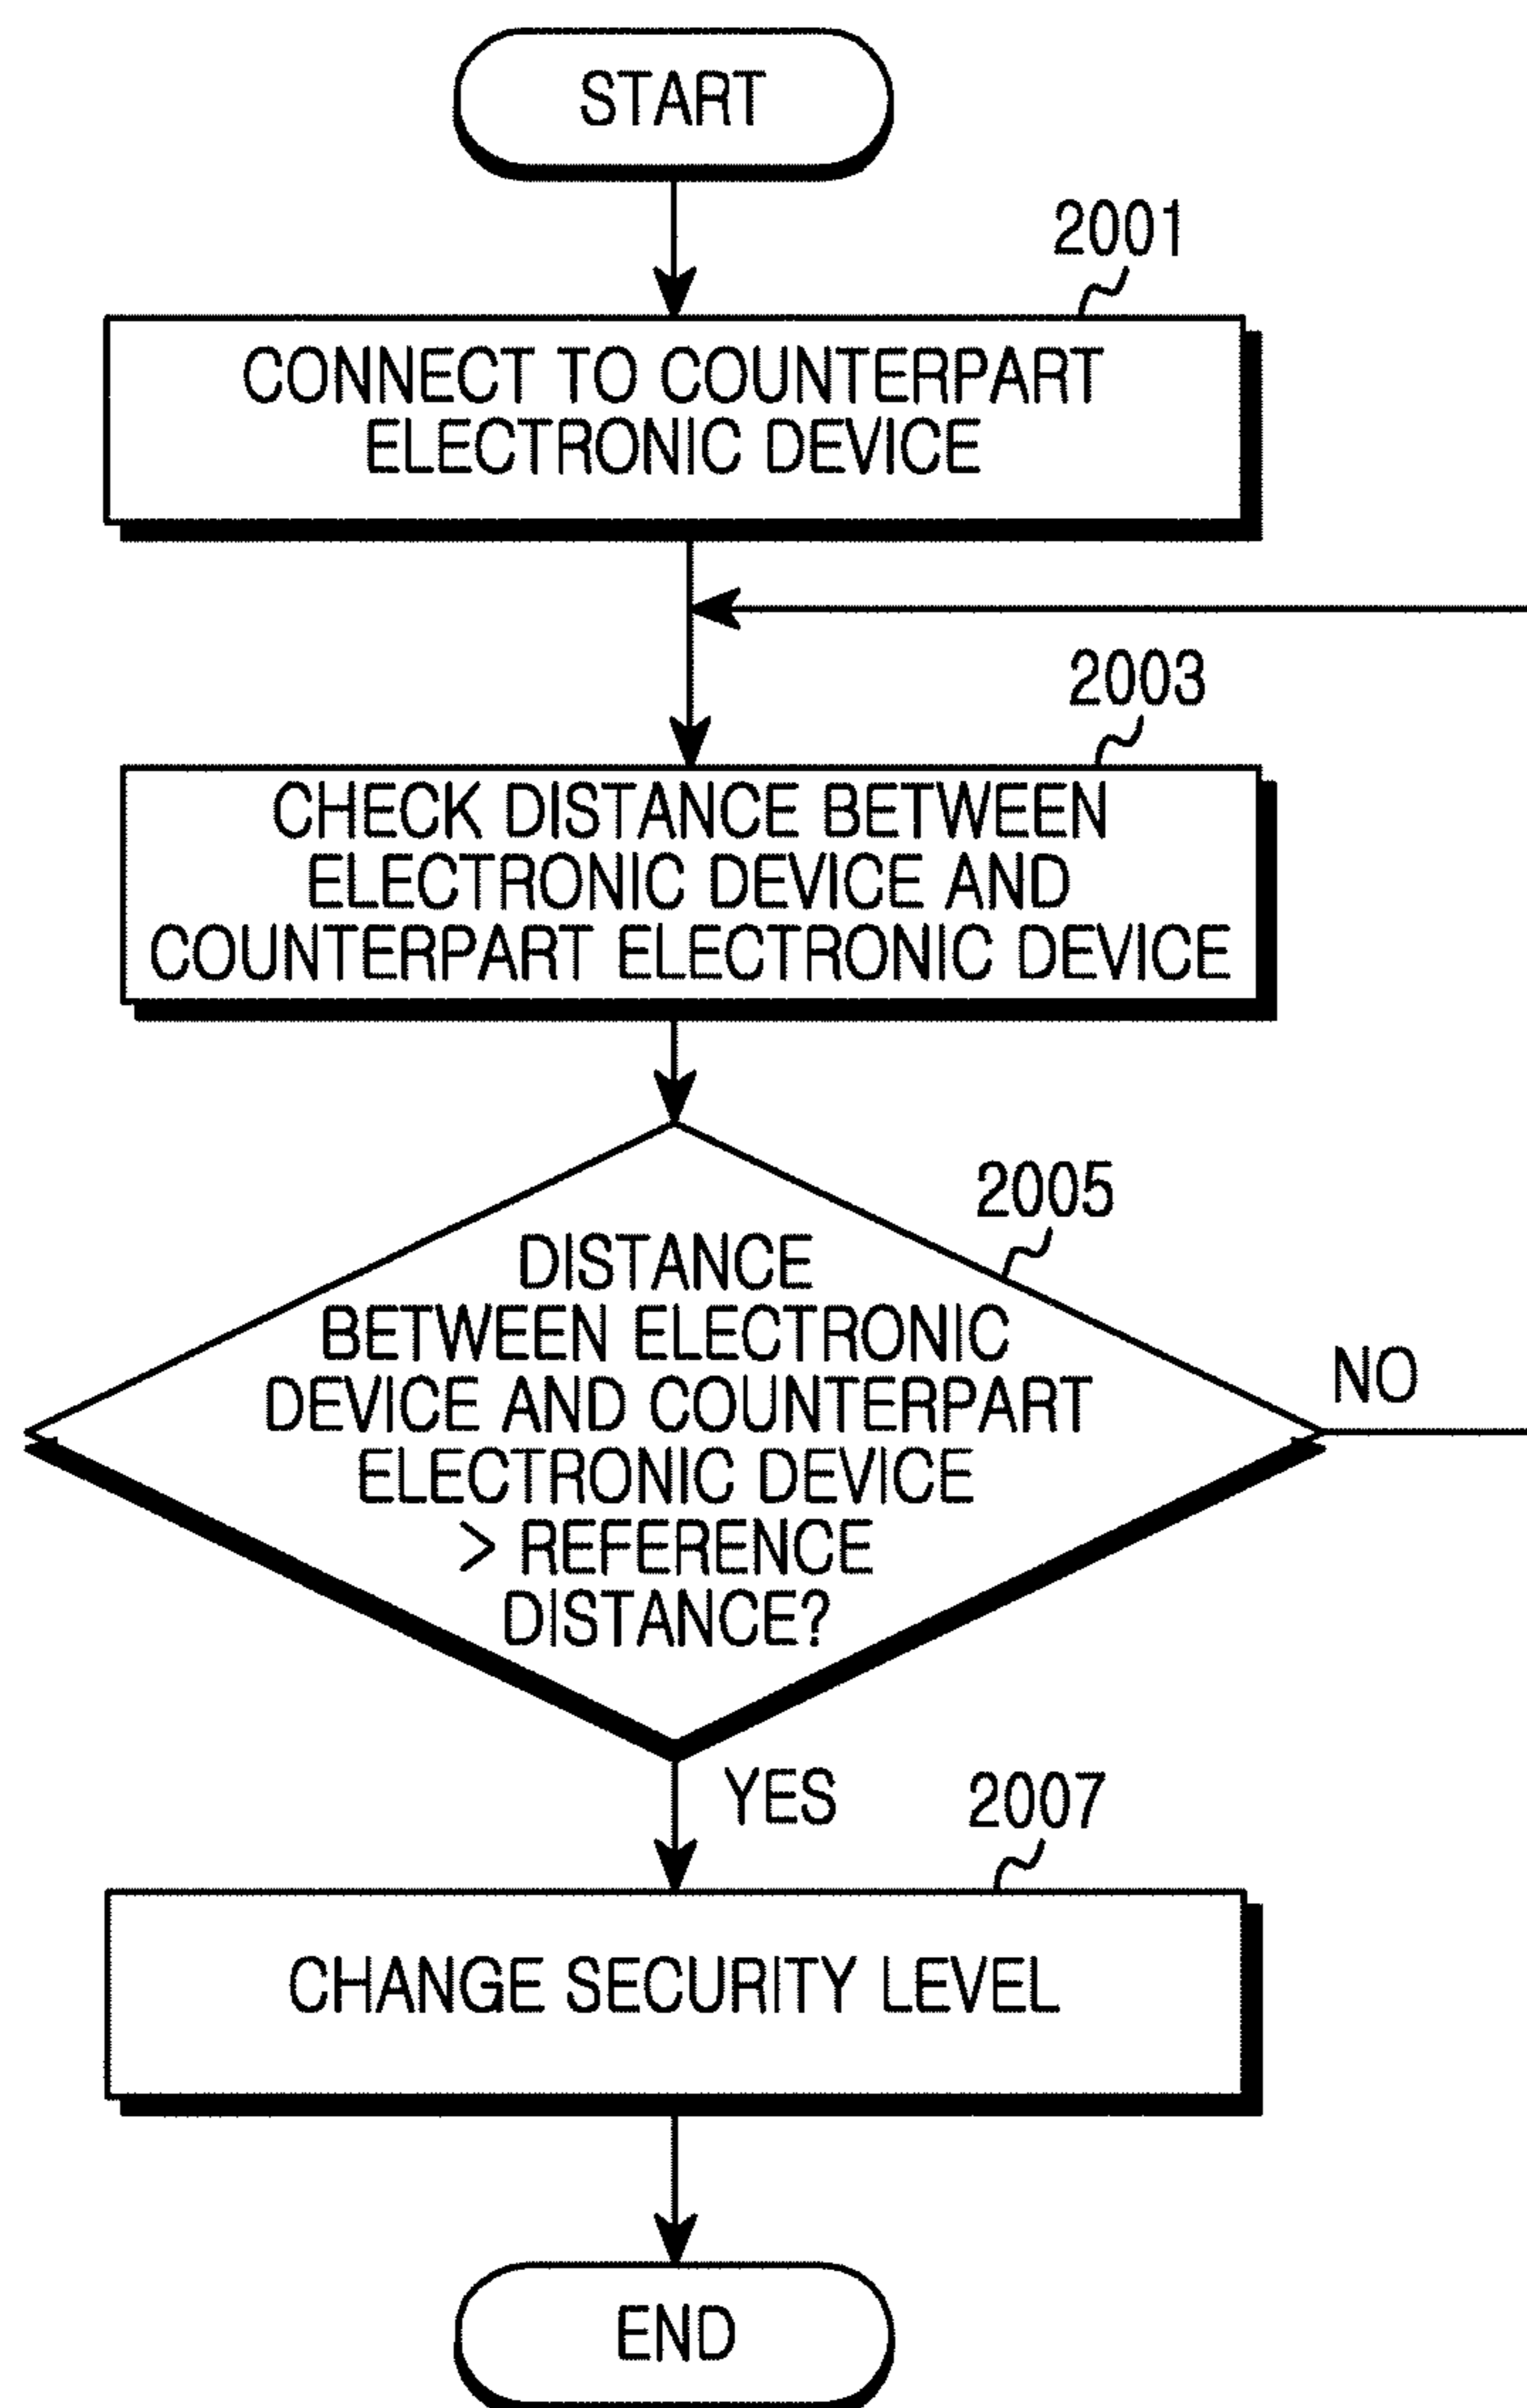 START
2001
CONNECT TO COUNTERPART
ELECTRONIC DEVICE
2003
CHECK DISTANCE BETWEEN
ELECTRONIC DEVICE AND
COUNTERPART ELECTRONIC DEVICE
2005
DISTANCE
BETWEEN ELECTRONIC
DEVICE AND COUNTERPART
ELECTRONIC DEVICE
> REFERENCE
DISTANCE?
NO
YES
2007
CHANGE SECURITY LEVEL
END